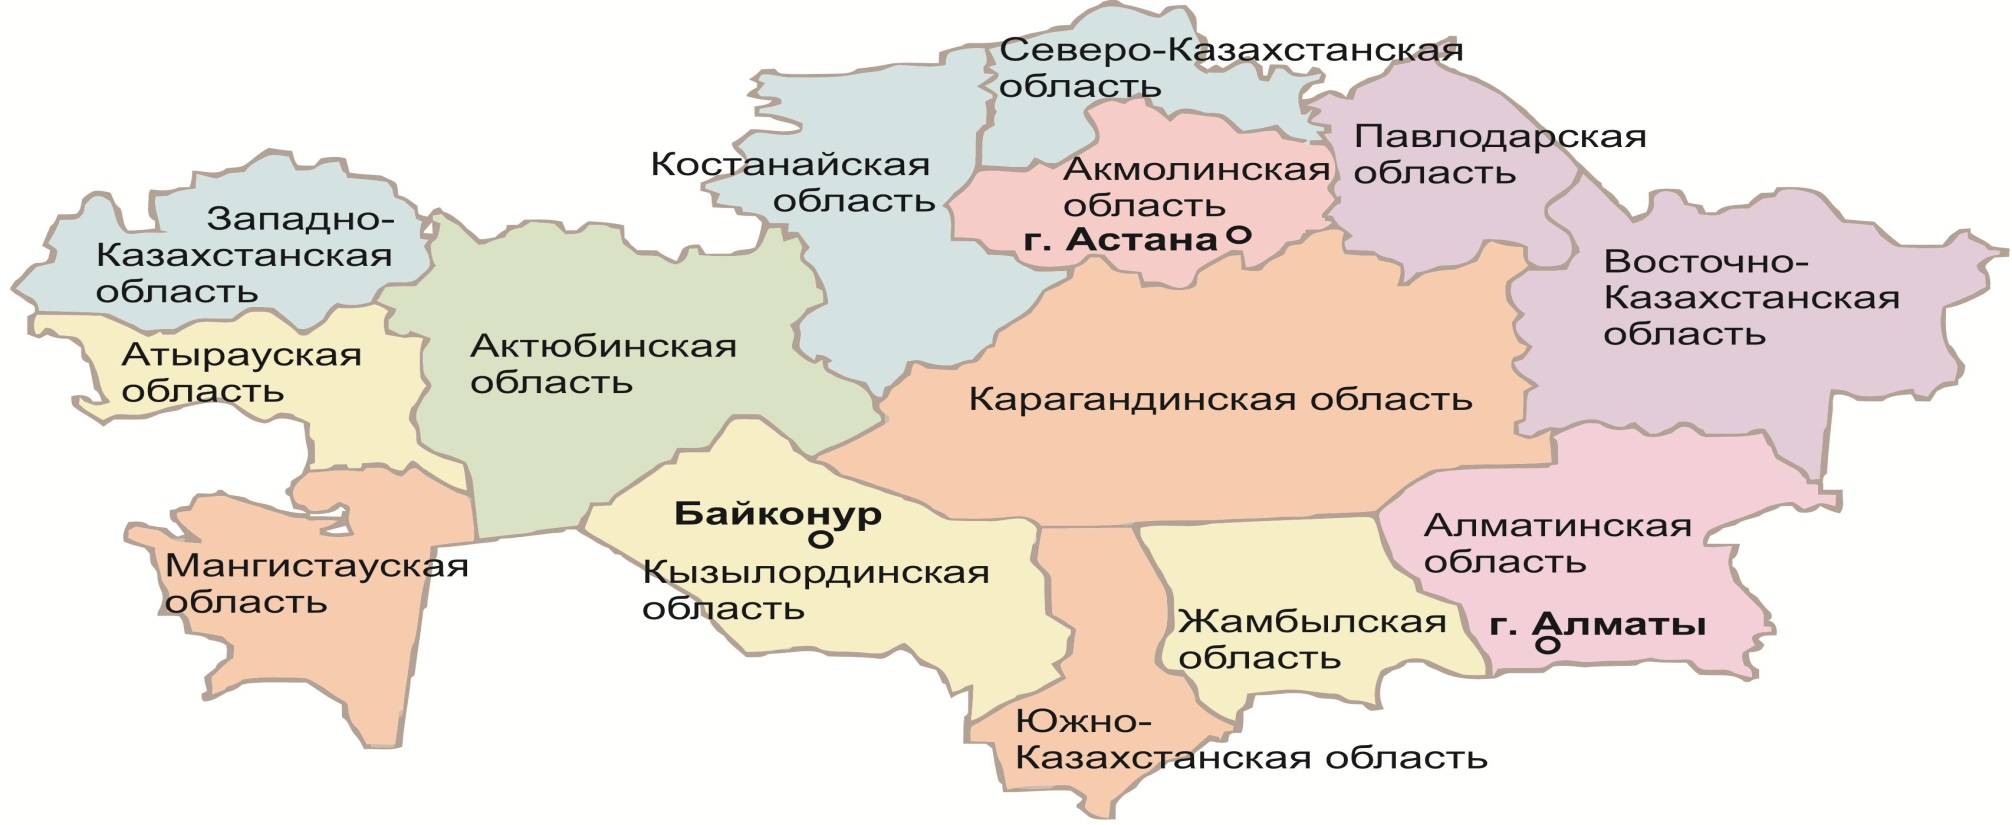 Северо-Казахстанская
область
Павлодарская
область
Костанайская
область
Акмолинская
область
г. Астана
Западно-
Казахстанская
область
Восточно-
Казахстанская
область
Атырауская
область
Актюбинская
область
Карагандинская область
Байконур
Кызылординская
область
Алматинская
область
г. Алматы
Мангистауская
область
Жамбылская
область
Южно-
Казахстанская область